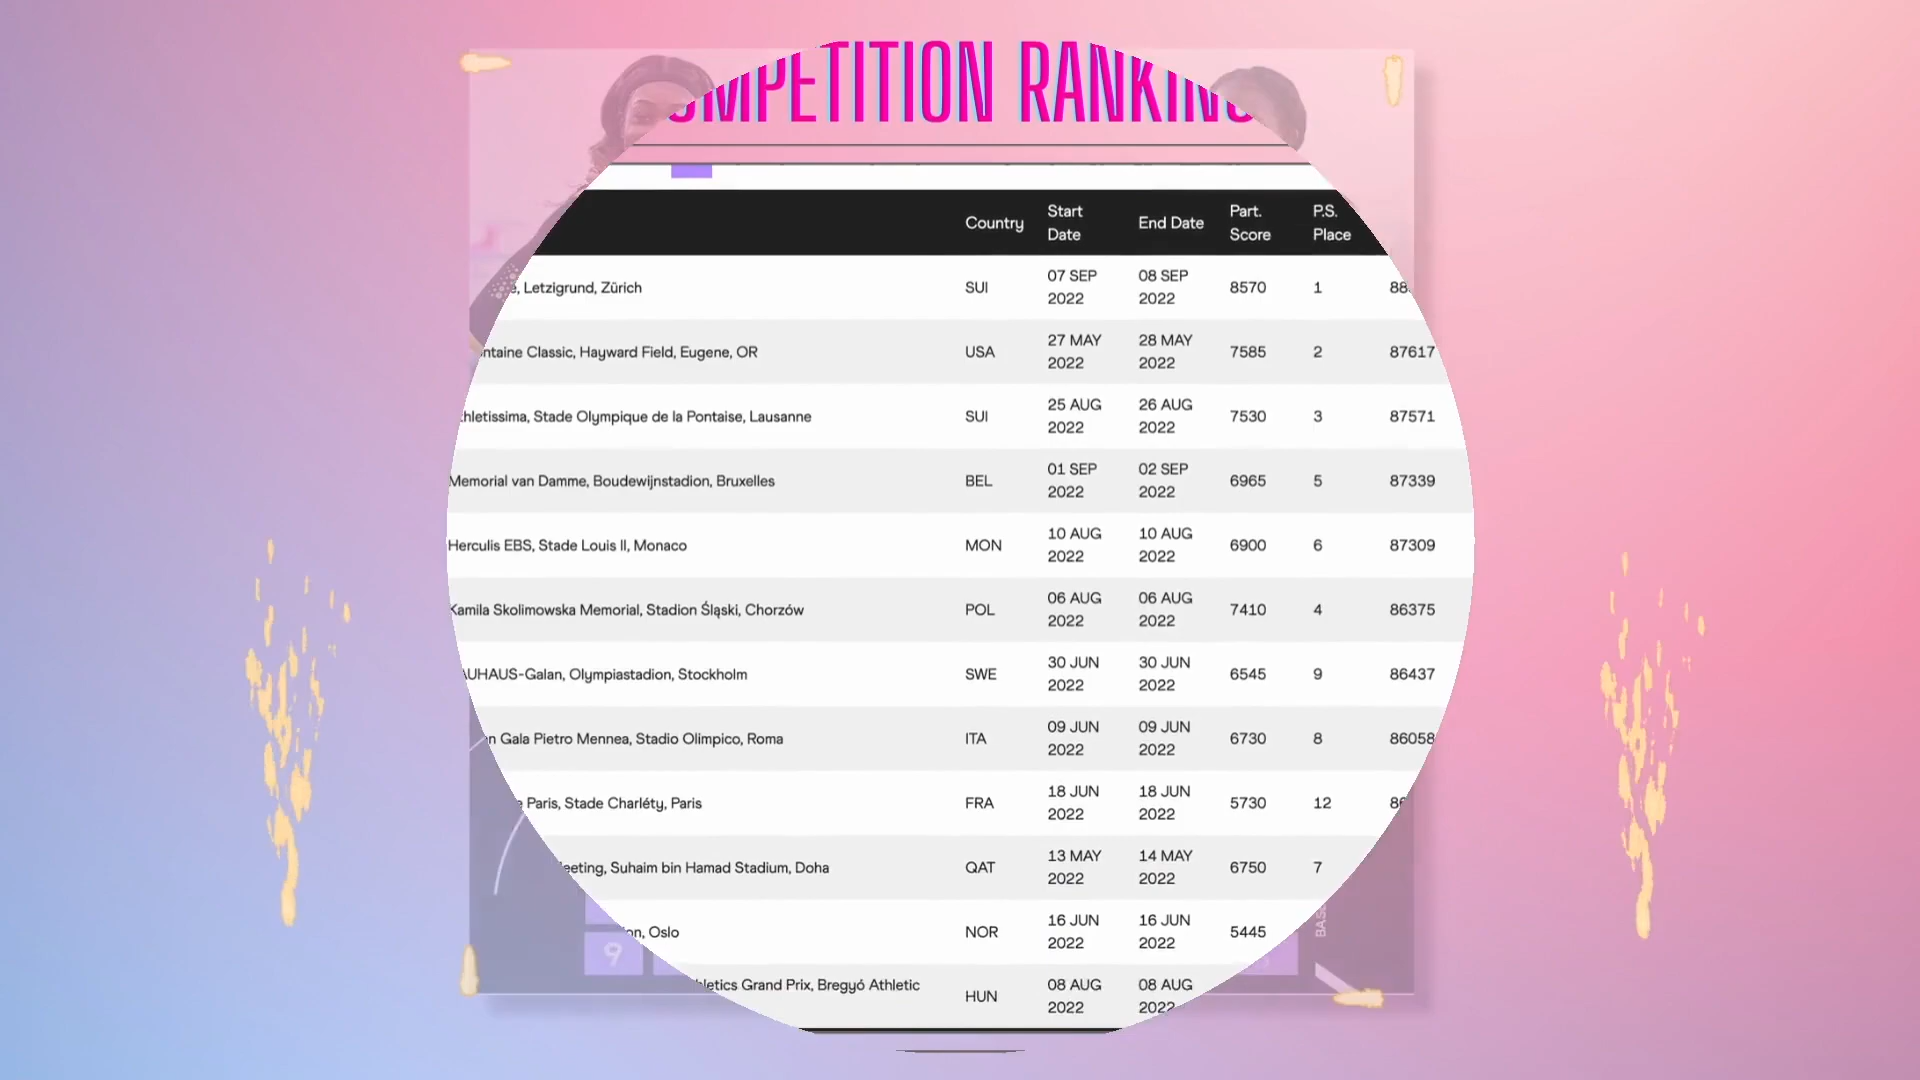 COMPETITION RANKING
Country Start Date End Date Part. Score P.S. Place
Letzigrund, Zürich SUI 07 SEP 2022 08 SEP 2022 8570 1
Classic, Hayward Field, Eugene, OR USA 27 MAY 2022 28 MAY 2022 7585 2 87617
Stade Olympique de la Pontaise, Lausanne SUI 25 AUG 2022 26 AUG 2022 7530 3 87571
Memorial van Damme, Boudewijnstadion, Bruxelles BEL 01 SEP 2022 02 SEP 2022 6965 5 87339
Herculis EBS, Stade Louis II, Monaco MON 10 AUG 2022 10 AUG 2022 6900 6 87309
Kamila Skolimowska Memorial, Stadion Śląski, Chorzów POL 06 AUG 2022 06 AUG 2022 7410 4 86375
Olympiastadion, Stockholm SWE 30 JUN 2022 30 JUN 2022 6545 9 86437
Gala Pietro Mennea, Stadio Olimpico, Roma ITA 09 JUN 2022 09 JUN 2022 6730 8 86058
Paris, Stade Charléty, Paris FRA 18 JUN 2022 18 JUN 2022 5730 12
Suhaim bin Hamad Stadium, Doha QAT 13 MAY 2022 14 MAY 2022 6750 7
Oslo NOR 16 JUN 2022 16 JUN 2022 5445
9
Grand Prix, Bregyó Athletic HUN 08 AUG 2022 08 AUG 2022